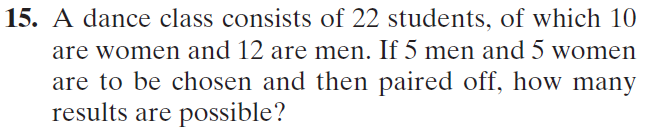 15. A dance class consists of 22 students, of which 10
are women and 12 are men. If 5 men and 5 women
are to be chosen and then paired off, how many
results are possible?